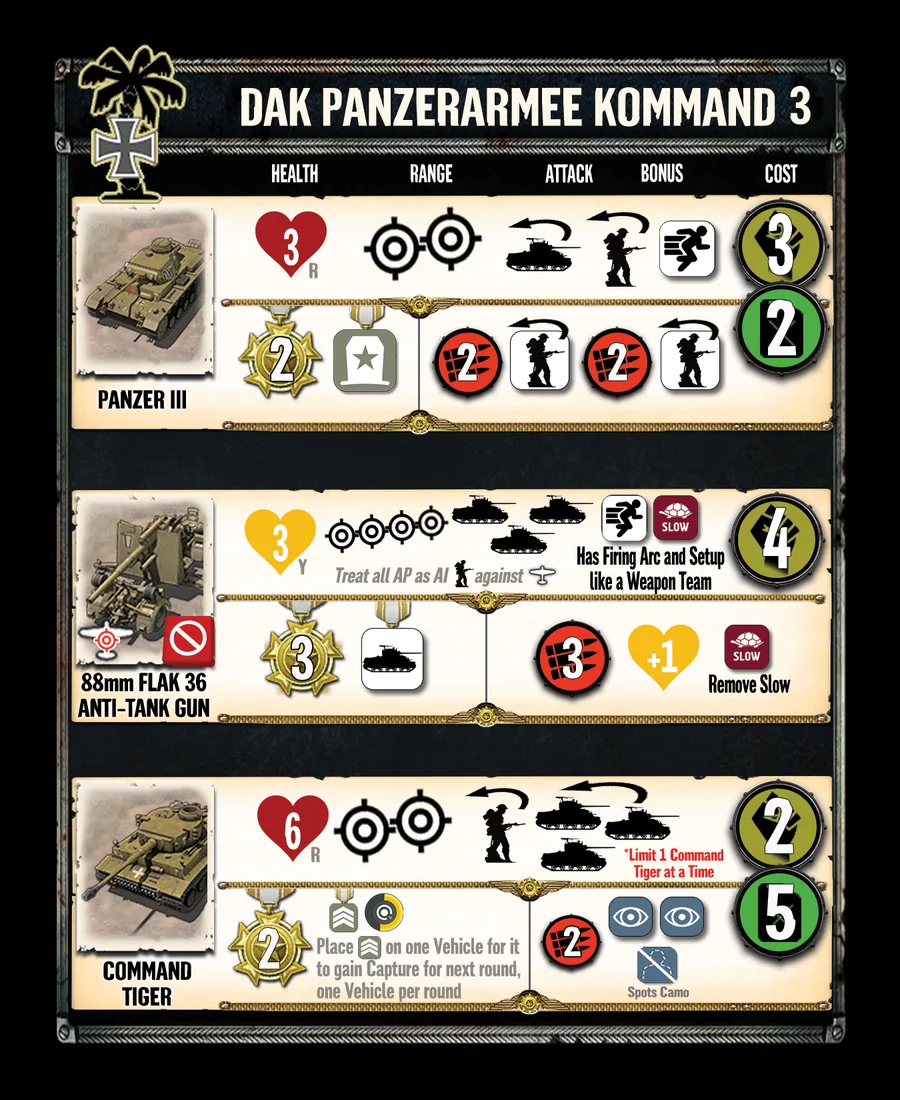 DAK PANZERARMEE KOMMAND 3
HEALTH RANGE ATTACK BONUS COST
3 R 3
2
2 2 2
PANZER III
3 Y SLOW 4
Treat all AP as AI against
Has Firing Arc and Setup
like a Weapon Team
3 3 +1 SLOW
Remove Slow
88mm FLAK 36
ANTI-TANK GUN
6 R 2
*Limit 1 Command
Tiger at a Time
5
2 2
Place on one Vehicle for it
to gain Capture for next round,
one Vehicle per round
Spots Camo
COMMAND
TIGER